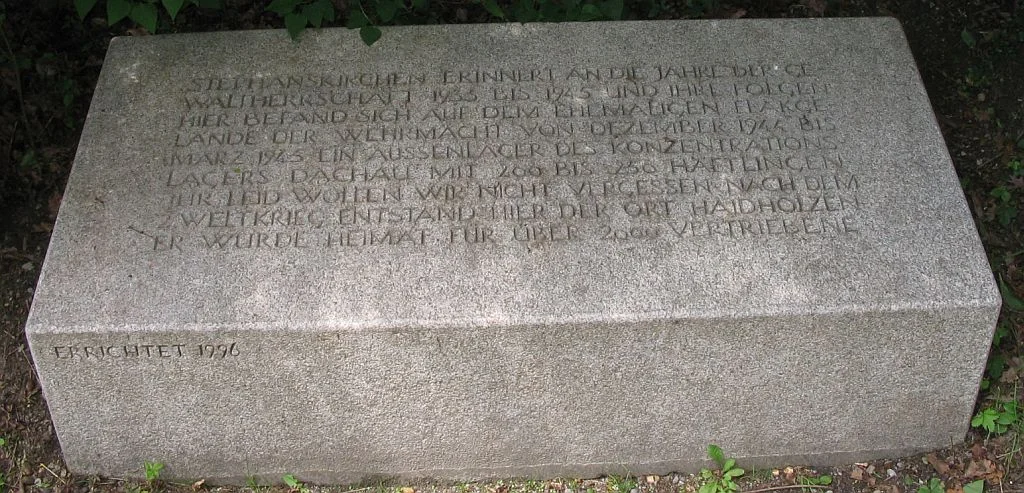 STEPHANSKIRCHEN ERINNERT AN DIE JAHRE DER GE
WALTHERRSCHAFT 1933 BIS 1945 UND IHRE FOLGEN
HIER BEFAND SICH AUF DEM EHEMALIGEN FLAKGE
LÄNDE DER WEHRMACHT VON DEZEMBER 1944 BIS
MÄRZ 1945 EIN AUSSENLAGER DES KONZENTRATIONS
LAGERS DACHAU MIT 200 BIS 250 HÄFTLINGEN
IHR LEID WOLLEN WIR NICHT VERGESSEN NACH DEM
2 WELTKRIEG ENTSTAND HIER DER ORT HAIDHOLZEN
ER WURDE HEIMAT FÜR ÜBER 2000 VERTRIEBENE
ERRICHTET 1996